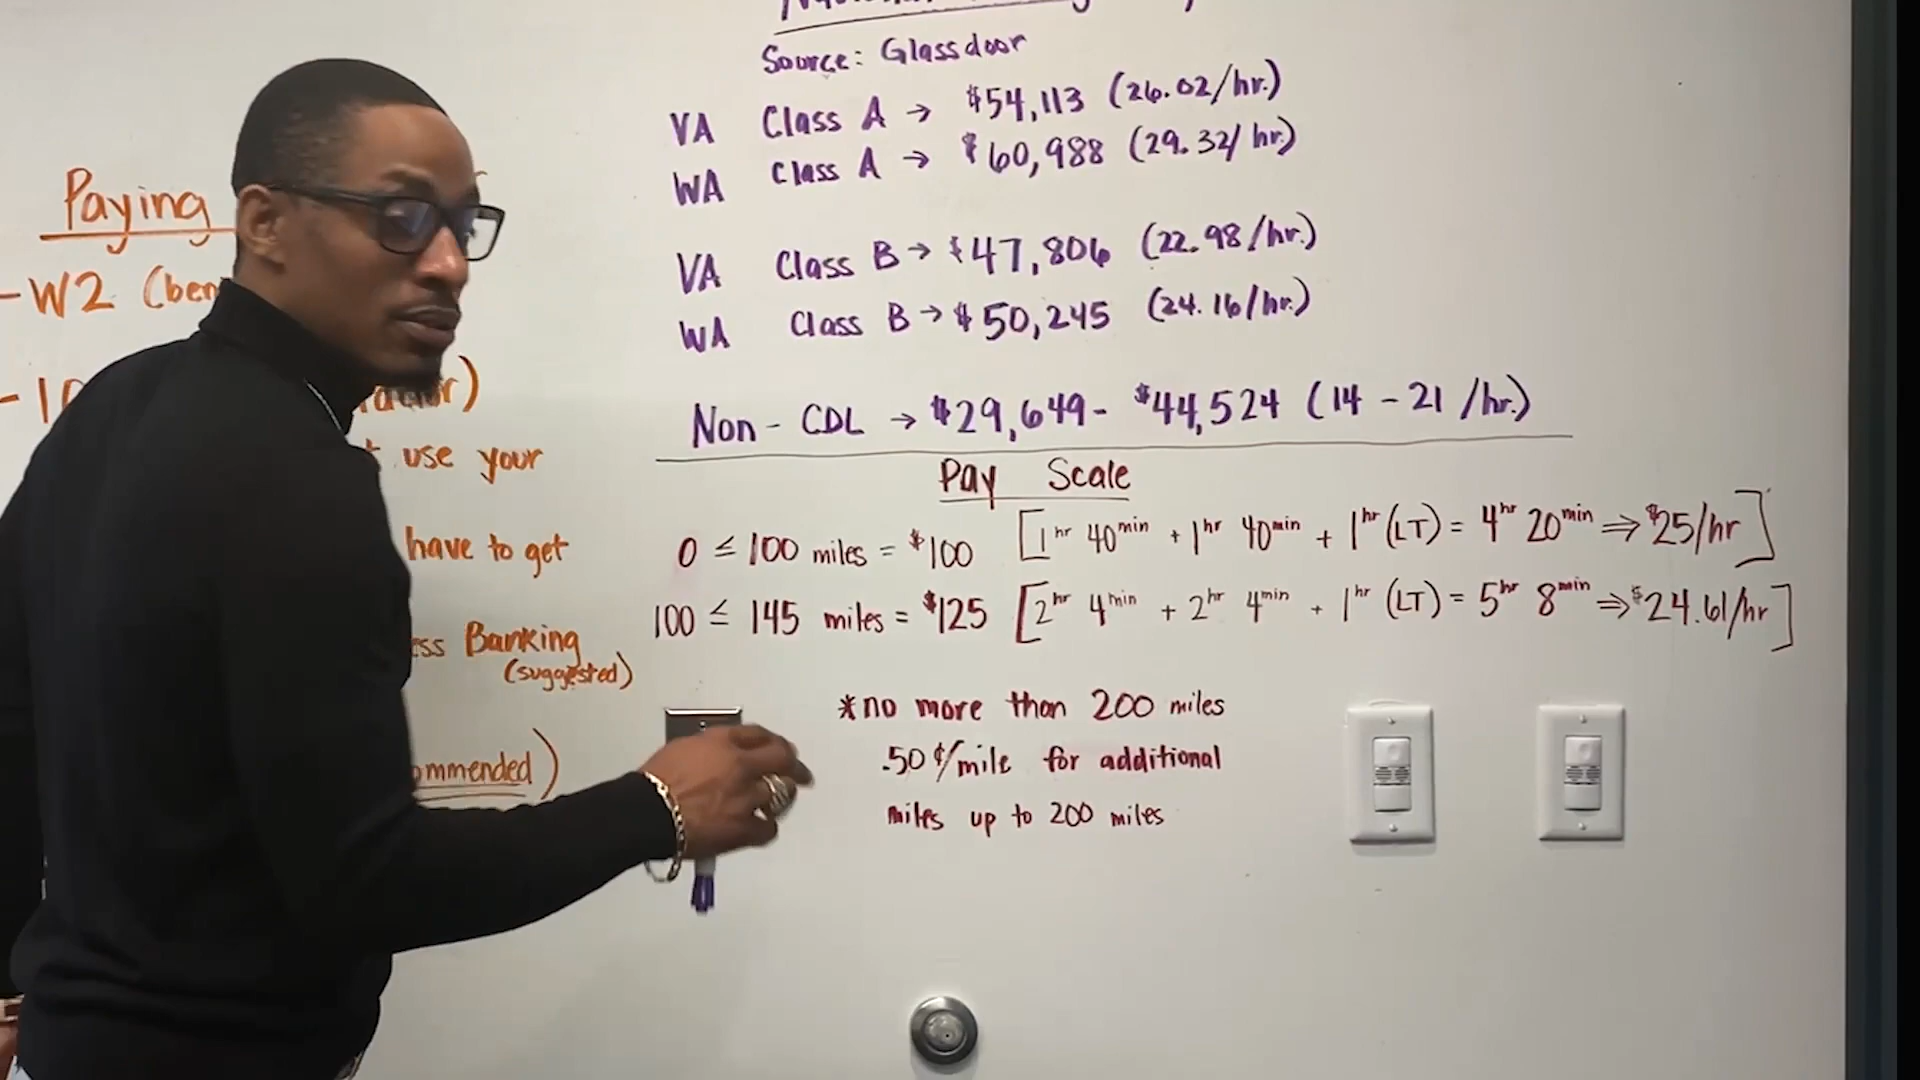 Paying
-W2 (ben
use your
have to get
Banking
(suggested)
Source: Glassdoor
VA Class A → $54,113 (26.02/hr.)
WA Class A → $60,988 (29.32/hr.)
VA Class B → $47,806 (22.98/hr.)
WA Class B → $50,245 (24.16/hr.)
Non-CDL → $29,649 - $44,524 (14 - 21 /hr.)
Pay Scale
0 ≤ 100 miles = $100 [1hr 40min + 1hr 40min + 1hr (LT) = 4hr 20min ⇒ $25/hr]
100 ≤ 145 miles = $125 [2hr 4min + 2hr 4min + 1hr (LT) = 5hr 8min ⇒ $24.61/hr]
*no more than 200 miles
.50¢/mile for additional
miles up to 200 miles